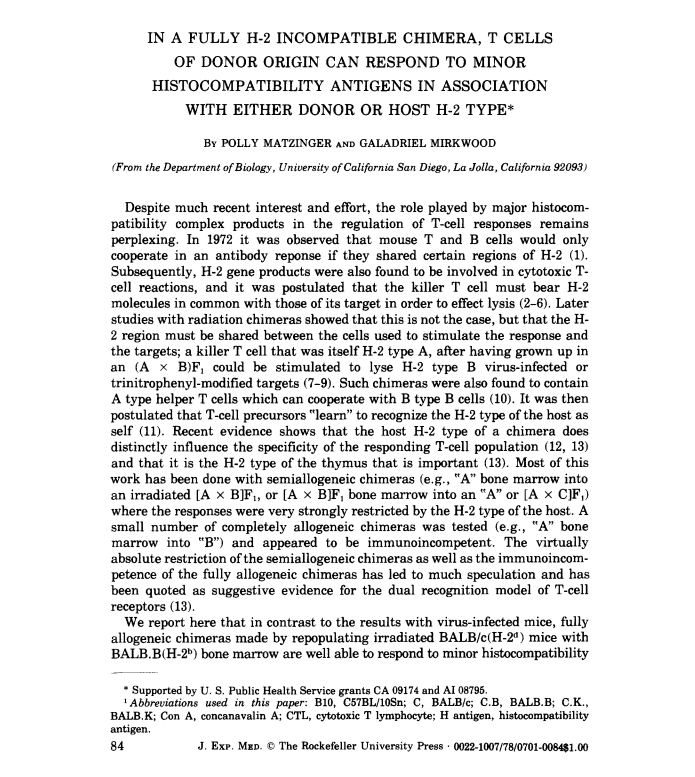 IN A FULLY H-2 INCOMPATIBLE CHIMERA, T CELLS
OF DONOR ORIGIN CAN RESPOND TO MINOR
HISTOCOMPATIBILITY ANTIGENS IN ASSOCIATION
WITH EITHER DONOR OR HOST H-2 TYPE*
BY POLLY MATZINGER AND GALADRIEL MIRKWOOD
(From the Department of Biology, University of California San Diego, La Jolla, California 92093)
Despite much recent interest and effort, the role played by major histocom-
patibility complex products in the regulation of T-cell responses remains
perplexing. In 1972 it was observed that mouse T and B cells would only
cooperate in an antibody reponse if they shared certain regions of H-2 (1).
Subsequently, H-2 gene products were also found to be involved in cytotoxic T-
cell reactions, and it was postulated that the killer T cell must bear H-2
molecules in common with those of its target in order to effect lysis (2-6). Later
studies with radiation chimeras showed that this is not the case, but that the H-
2 region must be shared between the cells used to stimulate the response and
the targets; a killer T cell that was itself H-2 type A, after having grown up in
an (A × B)F₁ could be stimulated to lyse H-2 type B virus-infected or
trinitrophenyl-modified targets (7-9). Such chimeras were also found to contain
A type helper T cells which can cooperate with B type B cells (10). It was then
postulated that T-cell precursors "learn" to recognize the H-2 type of the host as
self (11). Recent evidence shows that the host H-2 type of a chimera does
distinctly influence the specificity of the responding T-cell population (12, 13)
and that it is the H-2 type of the thymus that is important (13). Most of this
work has been done with semiallogeneic chimeras (e.g., "A" bone marrow into
an irradiated [A × B]F₁, or [A × B]F₁ bone marrow into an "A" or [A × C]F₁)
where the responses were very strongly restricted by the H-2 type of the host. A
small number of completely allogeneic chimeras was tested (e.g., "A" bone
marrow into "B") and appeared to be immunoincompetent. The virtually
absolute restriction of the semiallogeneic chimeras as well as the immunoincom-
petence of the fully allogeneic chimeras has led to much speculation and has
been quoted as suggestive evidence for the dual recognition model of T-cell
receptors (13).
We report here that in contrast to the results with virus-infected mice, fully
allogeneic chimeras made by repopulating irradiated BALB/c(H-2ᵈ) mice with
BALB.B(H-2ᵇ) bone marrow are well able to respond to minor histocompatibility
* Supported by U. S. Public Health Service grants CA 09174 and AI 08795.
¹ Abbreviations used in this paper: B10, C57BL/10Sn; C, BALB/c; C.B, BALB.B; C.K.,
BALB.K; Con A, concanavalin A; CTL, cytotoxic T lymphocyte; H antigen, histocompatibility
antigen.
84 J. EXP. MED. © The Rockefeller University Press · 0022-1007/78/0701-0084$1.00